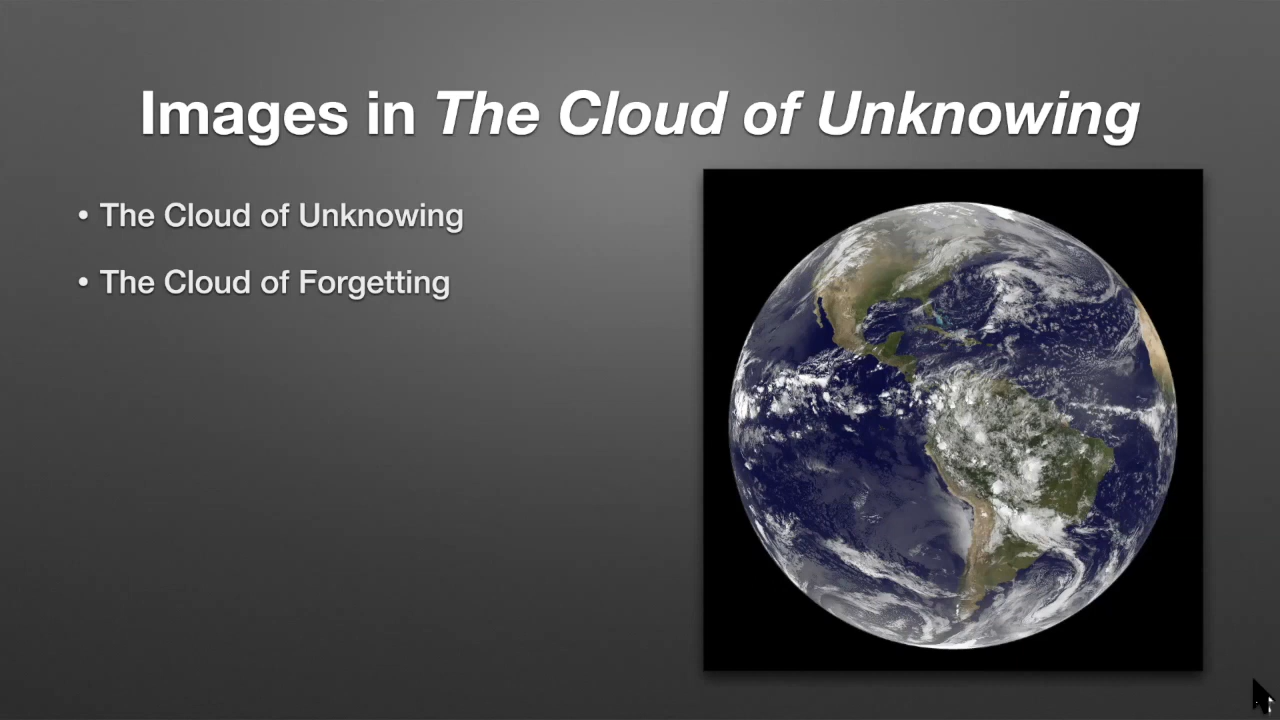 Images in The Cloud of Unknowing
• The Cloud of Unknowing
• The Cloud of Forgetting